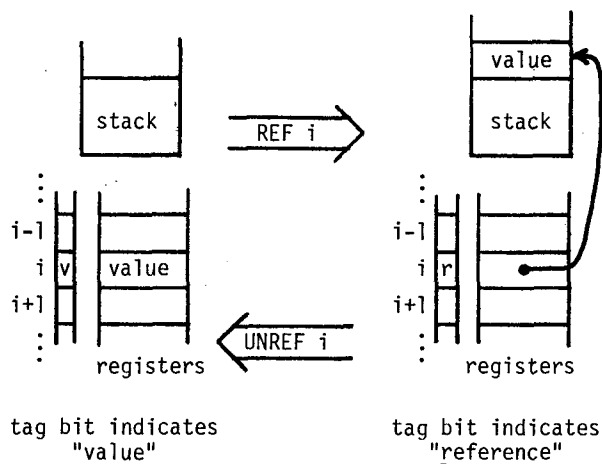 value
stack
stack
REF i
i-1
i v value
i+1
registers
i-1
i r
i+1
registers
UNREF i
tag bit indicates
"value"
tag bit indicates
"reference"